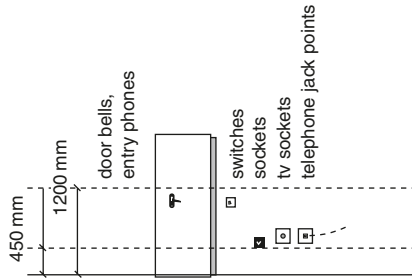 450 mm
1200 mm
door bells,
entry phones
switches
sockets
tv sockets
telephone jack points